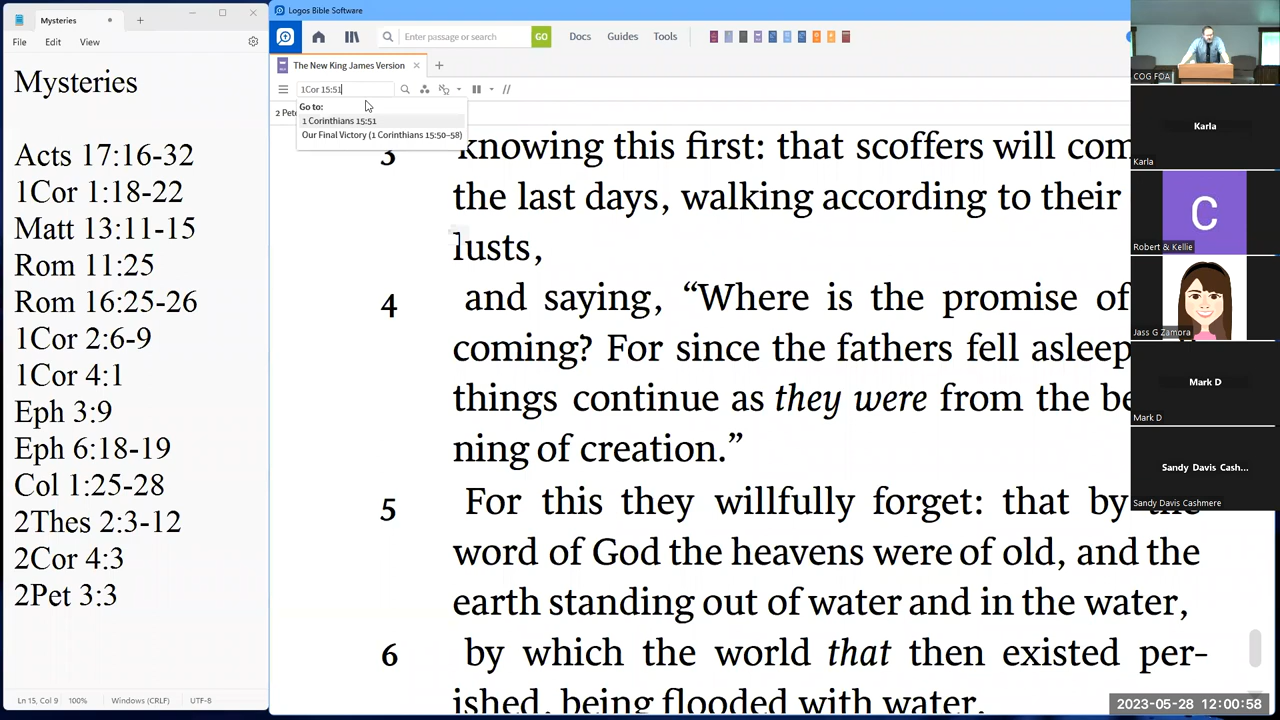 Mysteries
File Edit View
Mysteries
Acts 17:16-32
1Cor 1:18-22
Matt 13:11-15
Rom 11:25
Rom 16:25-26
1Cor 2:6-9
1Cor 4:1
Eph 3:9
Eph 6:18-19
Col 1:25-28
2Thes 2:3-12
2Cor 4:3
2Pet 3:3
Ln 15, Col 9 100% Windows (CRLF) UTF-8
Logos Bible Software
Enter passage or search GO Docs Guides Tools
The New King James Version
1Cor 15:51
2 Pete
Go to:
1 Corinthians 15:51
Our Final Victory (1 Corinthians 15:50–58)
3 knowing this first: that scoffers will com
the last days, walking according to their
lusts,
4 and saying, “Where is the promise of
coming? For since the fathers fell asleep
things continue as they were from the be
ning of creation.”
5 For this they willfully forget: that by the
word of God the heavens were of old, and the
earth standing out of water and in the water,
6 by which the world that then existed per-
ished, being flooded with water.
COG FOA
Karla
Karla
C
Robert & Kellie
Jass G Zamora
Mark D
Mark D
Sandy Davis Cash...
Sandy Davis Cashmere
2023-05-28 12:00:58